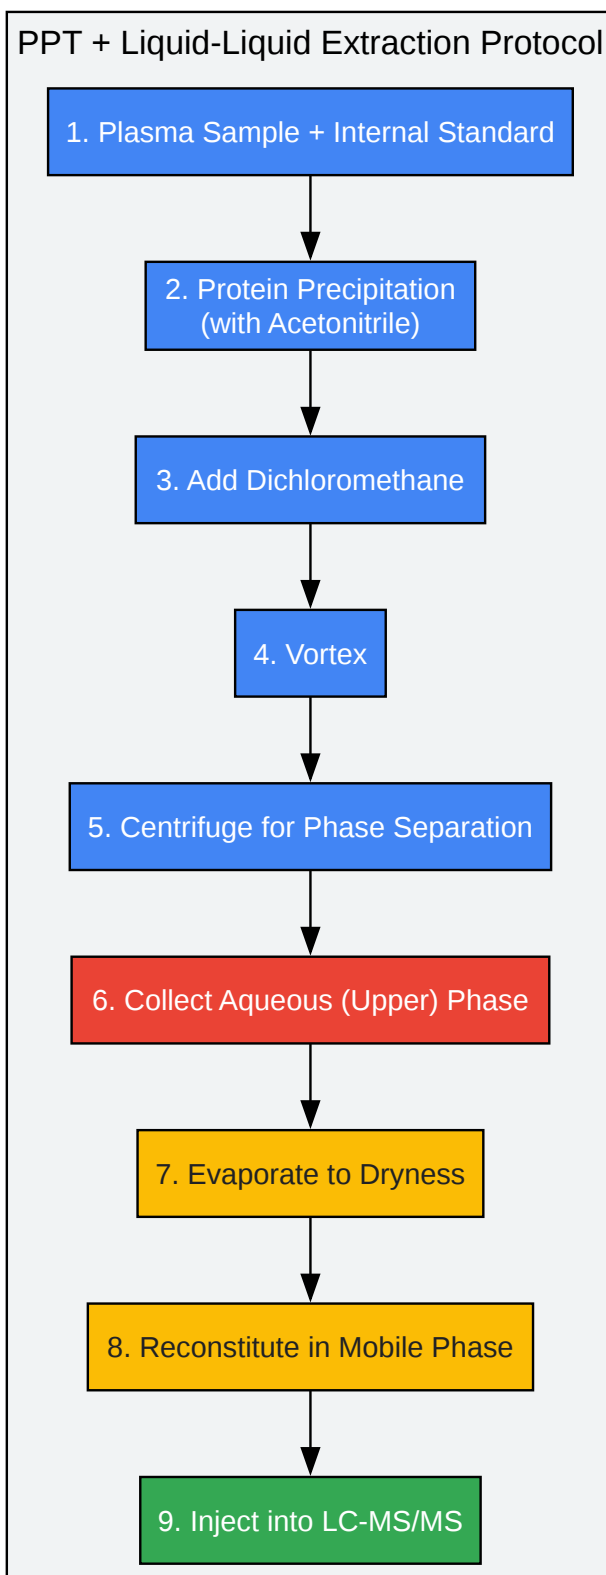 PPT + Liquid-Liquid Extraction Protocol
1. Plasma Sample + Internal Standard
2. Protein Precipitation
(with Acetonitrile)
3. Add Dichloromethane
4. Vortex
5. Centrifuge for Phase Separation
6. Collect Aqueous (Upper) Phase
7. Evaporate to Dryness
8. Reconstitute in Mobile Phase
9. Inject into LC-MS/MS